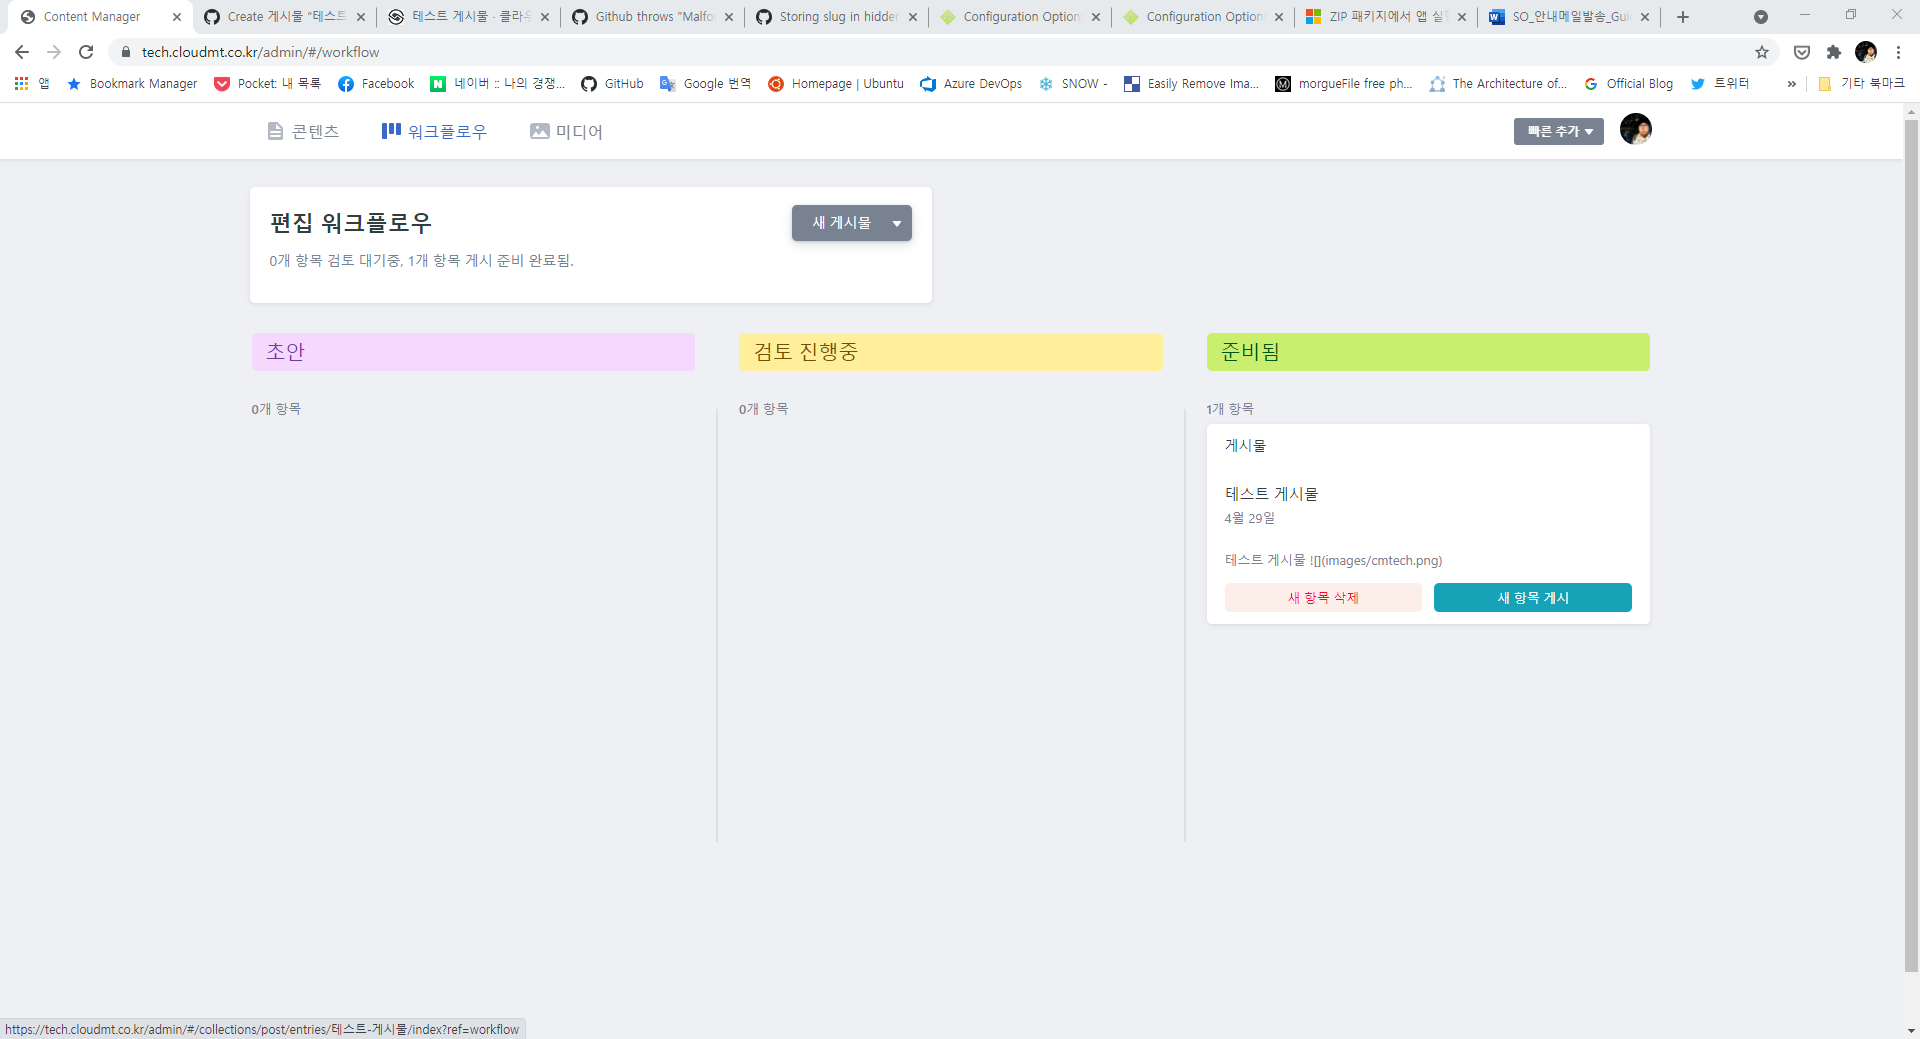 Content Manager
Create 게시물 “테스트
테스트 게시물 - 클라우
Github throws "Malfo
Storing slug in hidden
Configuration Option
Configuration Option
ZIP 패키지에서 앱 실
SO_안내메일발송_Gui
tech.cloudmt.co.kr/admin/#/workflow
앱
Bookmark Manager
Pocket: 내 목록
Facebook
네이버 :: 나의 경쟁...
GitHub
Google 번역
Homepage | Ubuntu
Azure DevOps
SNOW -
Easily Remove Ima...
morgueFile free ph...
The Architecture of...
Official Blog
트위터
»
기타 북마크
콘텐츠
워크플로우
미디어
빠른 추가
편집 워크플로우
새 게시물
0개 항목 검토 대기중, 1개 항목 게시 준비 완료됨.
초안
검토 진행중
준비됨
0개 항목
0개 항목
1개 항목
게시물
테스트 게시물
4월 29일
테스트 게시물 ![](images/cmtech.png)
새 항목 삭제
새 항목 게시
https://tech.cloudmt.co.kr/admin/#/collections/post/entries/테스트-게시물/index?ref=workflow